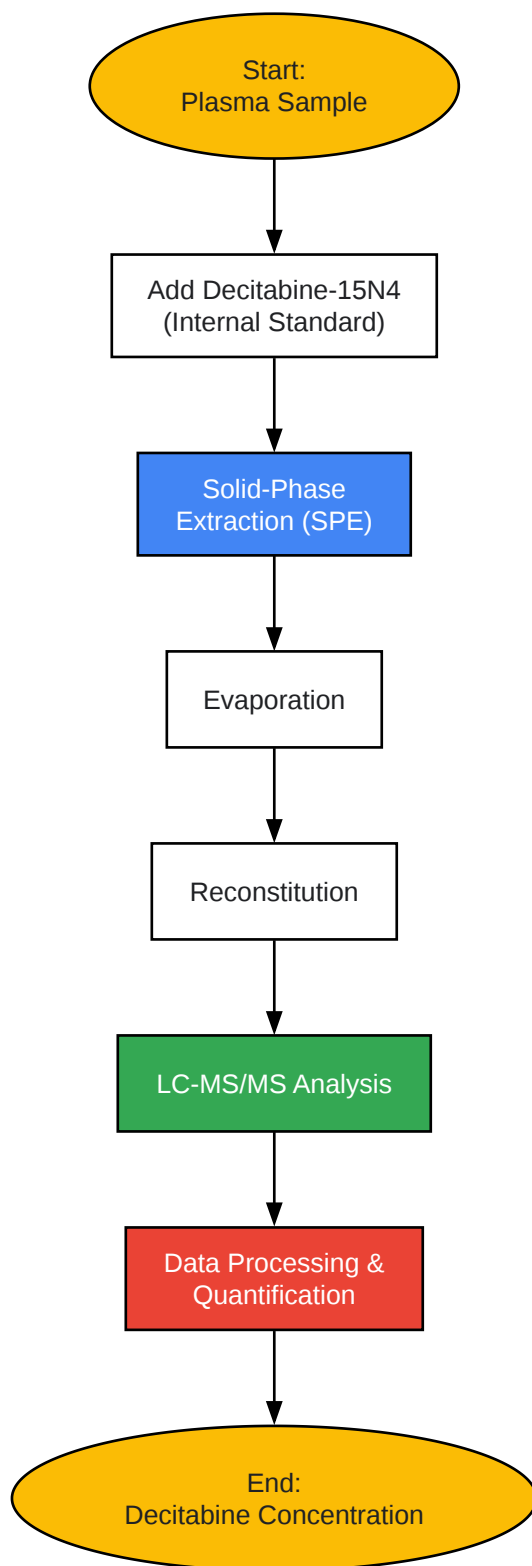 Start:
Plasma Sample
Add Decitabine-15N4
(Internal Standard)
Solid-Phase
Extraction (SPE)
Evaporation
Reconstitution
LC-MS/MS Analysis
Data Processing &
Quantification
End:
Decitabine Concentration